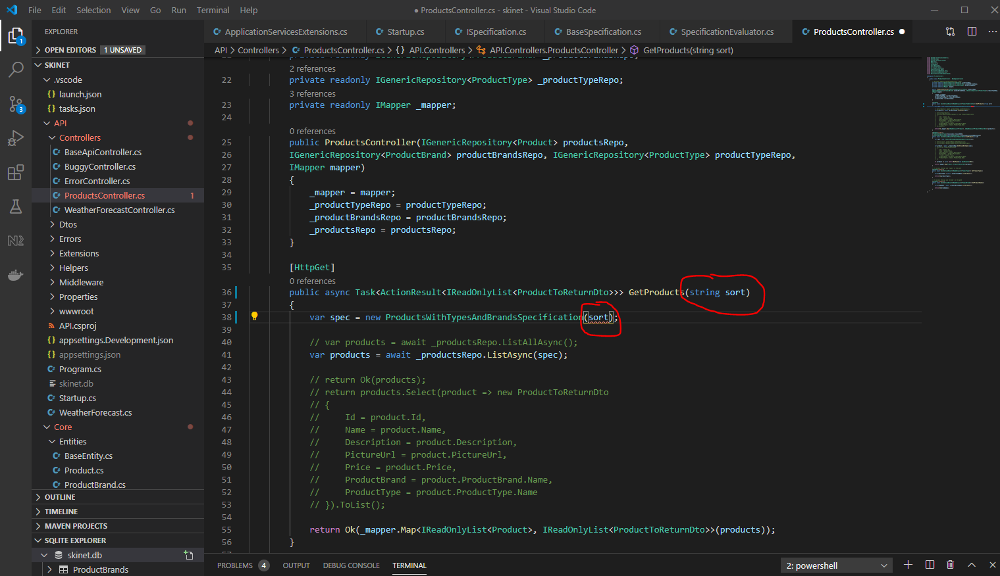 File Edit Selection View Go Run Terminal Help
● ProductsController.cs - skinet - Visual Studio Code
EXPLORER
OPEN EDITORS 1 UNSAVED
SKINET
.vscode
launch.json
tasks.json
API
Controllers
BaseApiController.cs
BuggyController.cs
ErrorController.cs
ProductsController.cs 1
WeatherForecastController.cs
Dtos
Errors
Extensions
Helpers
Middleware
Properties
wwwroot
API.csproj
appsettings.Development.json
appsettings.json
Program.cs
skinet.db
Startup.cs
WeatherForecast.cs
Core
Entities
BaseEntity.cs
Product.cs
ProductBrand.cs
OUTLINE
TIMELINE
MAVEN PROJECTS
SQLITE EXPLORER
skinet.db
ProductBrands
1
3
ApplicationServicesExtensions.cs Startup.cs ISpecification.cs BaseSpecification.cs SpecificationEvaluator.cs ProductsController.cs ●
API > Controllers > ProductsController.cs > {} API.Controllers > API.Controllers.ProductsController > GetProducts(string sort)
2 references
22 private readonly IGenericRepository<ProductType> _productTypeRepo;
3 references
23 private readonly IMapper _mapper;
24
0 references
25 public ProductsController(IGenericRepository<Product> productsRepo,
26 IGenericRepository<ProductBrand> productBrandsRepo, IGenericRepository<ProductType> productTypeRepo,
27 IMapper mapper)
28 {
29 _mapper = mapper;
30 _productTypeRepo = productTypeRepo;
31 _productBrandsRepo = productBrandsRepo;
32 _productsRepo = productsRepo;
33 }
34
35 [HttpGet]
0 references
36 public async Task<ActionResult<IReadOnlyList<ProductToReturnDto>>> GetProducts(string sort)
37 {
38 var spec = new ProductsWithTypesAndBrandsSpecification(sort);
39
40 // var products = await _productsRepo.ListAllAsync();
41 var products = await _productsRepo.ListAsync(spec);
42
43 // return Ok(products);
44 // return products.Select(product => new ProductToReturnDto
45 // {
46 // Id = product.Id,
47 // Name = product.Name,
48 // Description = product.Description,
49 // PictureUrl = product.PictureUrl,
50 // Price = product.Price,
51 // ProductBrand = product.ProductBrand.Name,
52 // ProductType = product.ProductType.Name
53 // }).ToList();
54
55 return Ok(_mapper.Map<IReadOnlyList<Product>, IReadOnlyList<ProductToReturnDto>>(products));
56 }
PROBLEMS 4 OUTPUT DEBUG CONSOLE TERMINAL
2: powershell